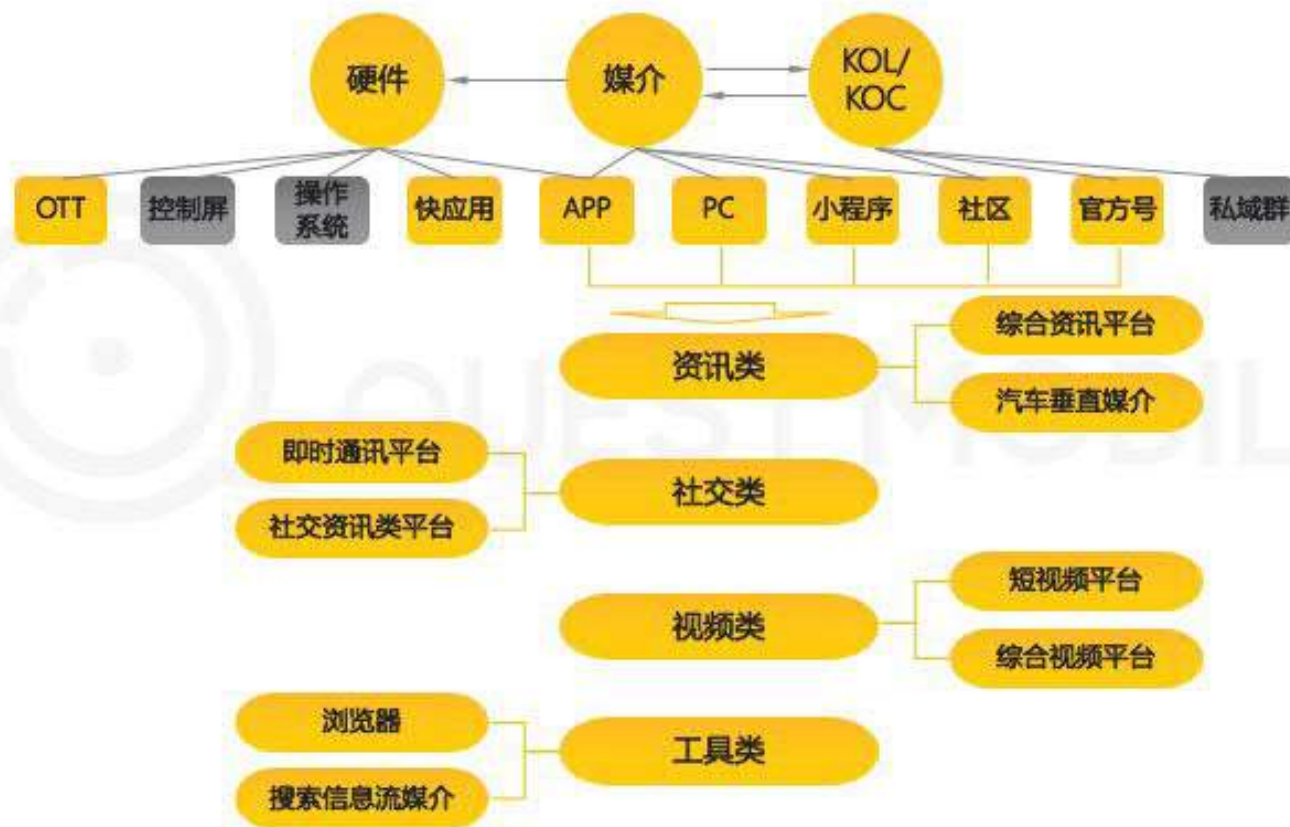 硬件
媒介
KOL/
KOC
OTT
控制屏
操作
系统
快应用
APP
PC
小程序
社区
官方号
私域群
资讯类
综合资讯平台
汽车垂直媒介
即时通讯平台
社交资讯类平台
社交类
视频类
短视频平台
综合视频平台
浏览器
搜索信息流媒介
工具类
QUESTMOBIL